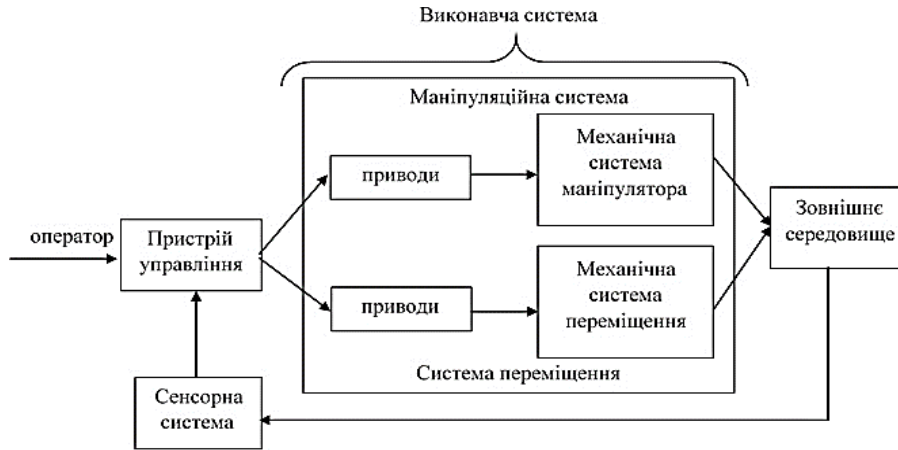 Виконавча система
Маніпуляційна система
приводи
Механічна
система
маніпулятора
оператор
Пристрій
управління
Зовнішнє
середовище
приводи
Механічна
система
переміщення
Система переміщення
Сенсорна
система